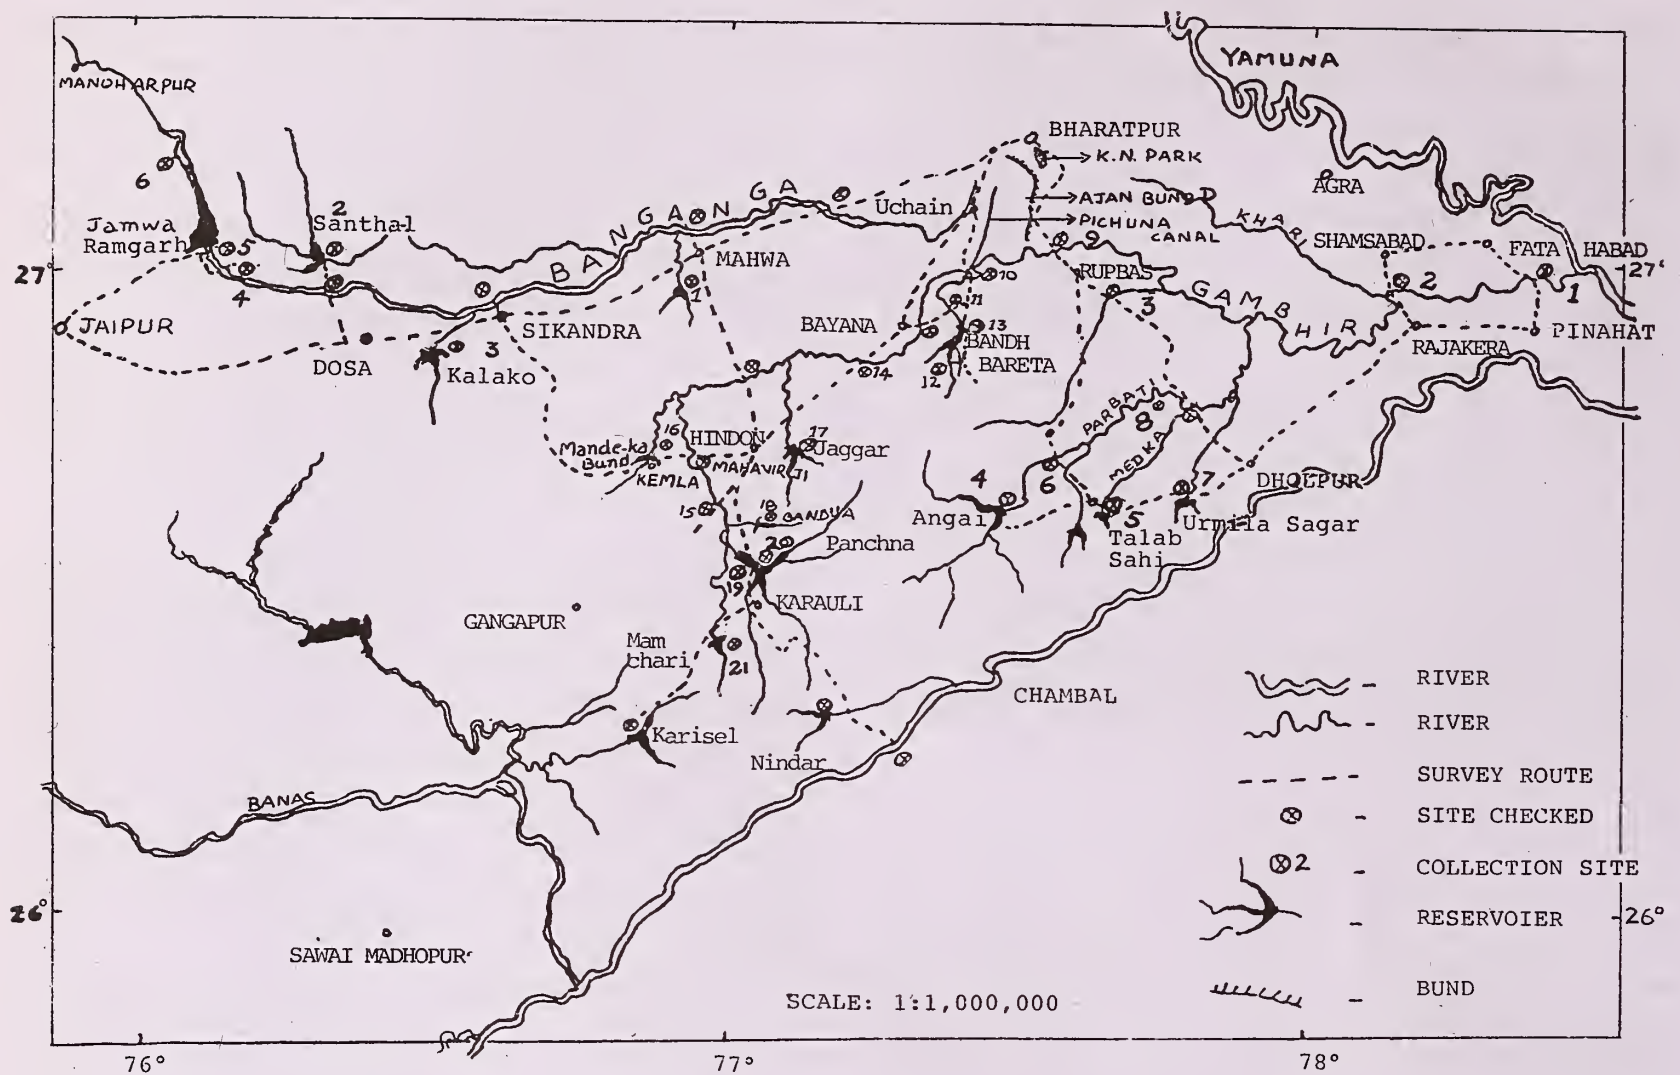 YAMUNA
MANOHARPUR
BHARATPUR
K.N. PARK
6
AGRA
2
Santhal
Jamwa
Ramgarh
5
4
BANGANGA
Uchain
AJAN BUND
PICHUNA
CANAL
KHARI
SHAMSABAD
FATAHABAD
27°
27°
9
MAHWA
10
RUPBAS
2
1
1
11
3
GAMBHIR
JAIPUR
SIKANDRA
BAYANA
13
BANDH
BARETA
PINAHAT
RAJAKERA
DOSA
3
Kalako
14
12
PARBATI
8
16
HINDON
17
Jaggar
Mande-ka
Bund
MAHAVIR JI
KEMLA
MEDKA
4
6
7
DHOLPUR
15
18
GANDUA
Angai
5
Urmila Sagar
Talab
Sahi
20
Panchna
19
KARAULI
GANGAPUR
Mam
chari
21
CHAMBAL
RIVER
RIVER
Karisel
Nindar
SURVEY ROUTE
BANAS
SITE CHECKED
2
COLLECTION SITE
26°
RESERVOIER
26°
SAWAI MADHOPUR
BUND
SCALE: 1:1,000,000
76°
77°
78°